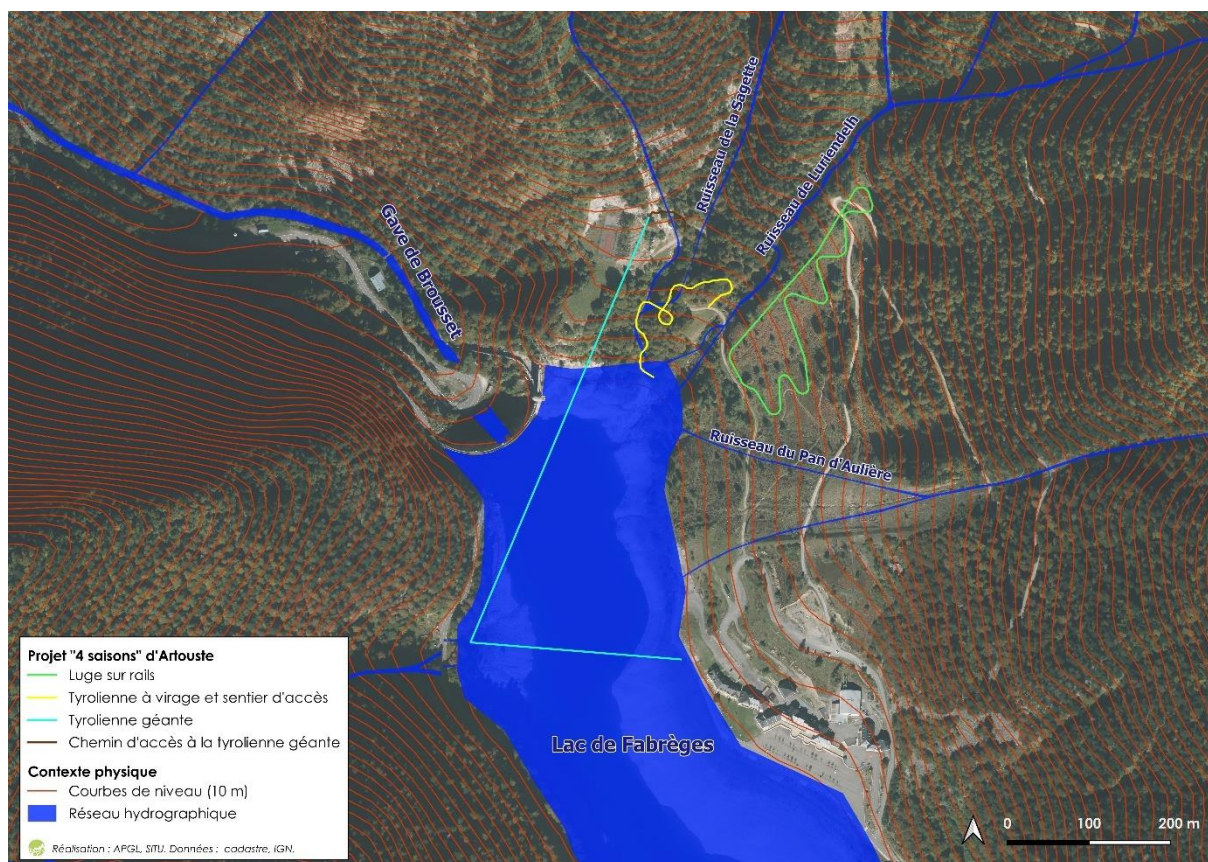 Ruisseau de la Sagette
Ruisseau de Luriendelh
Gave de Brousset
Ruisseau du Pan d'Aulière
Lac de Fabrèges
Projet "4 saisons" d'Artouste
Luge sur rails
Tyrolienne à virage et sentier d'accès
Tyrolienne géante
Chemin d'accès à la tyrolienne géante
Contexte physique
Courbes de niveau (10 m)
Réseau hydrographique
Réalisation : APGL, SITU. Données : cadastre, IGN.
0 100 200 m